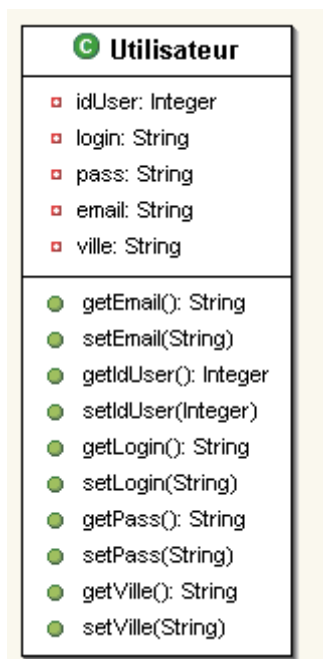 C Utilisateur
idUser: Integer
login: String
pass: String
email: String
ville: String
getEmail(): String
setEmail(String)
getIdUser(): Integer
setIdUser(Integer)
getLogin(): String
setLogin(String)
getPass(): String
setPass(String)
getVille(): String
setVille(String)